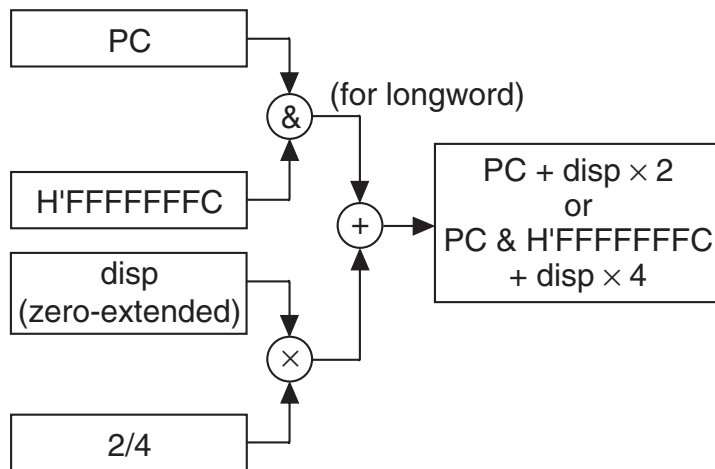 PC
&
(for longword)
H'FFFFFFFC
+
PC + disp × 2
or
PC & H'FFFFFFFC
+ disp × 4
disp
(zero-extended)
×
2/4